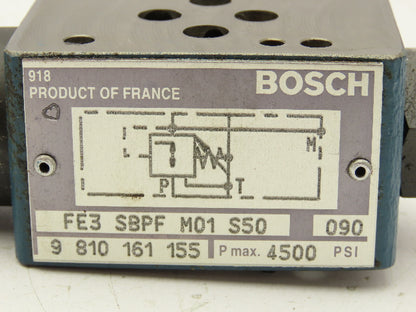 918
PRODUCT OF FRANCE
BOSCH
M
P T
FE3 SBPF M01 S50 090
9 810 161 155 P max. 4500 PSI